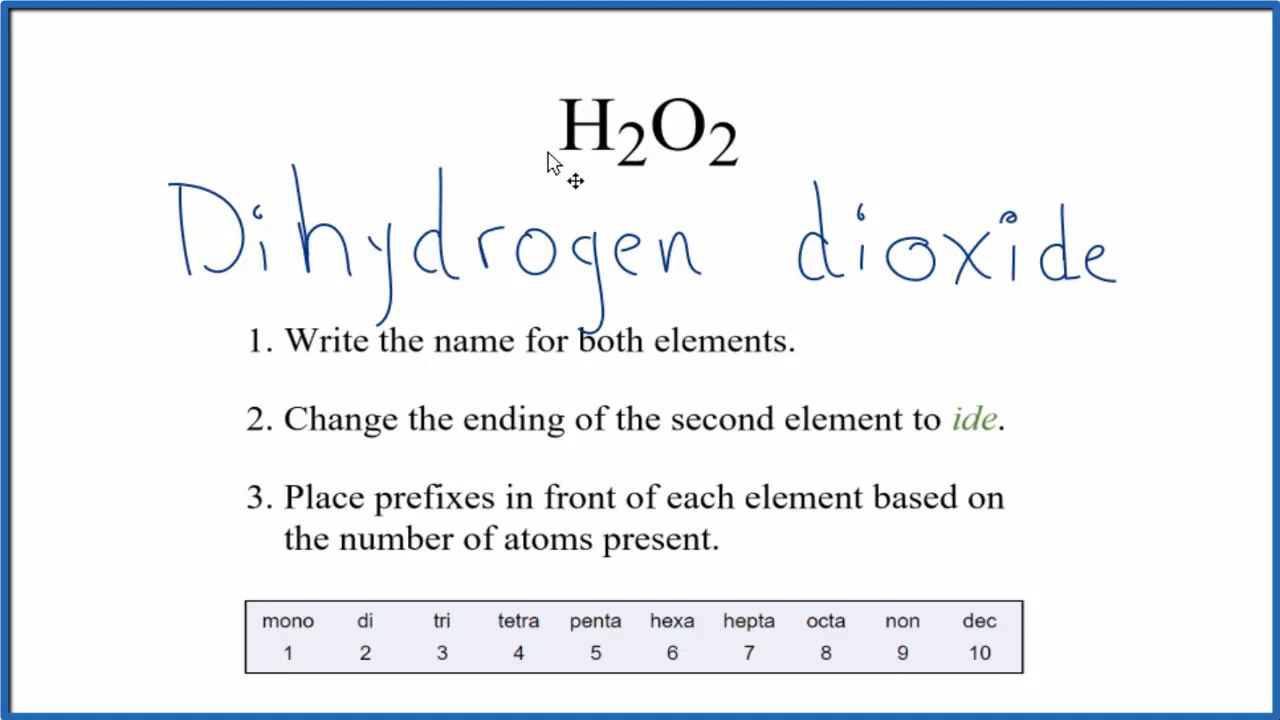 H₂O₂
Dihydrogen dioxide
1. Write the name for both elements.
2. Change the ending of the second element to ide.
3. Place prefixes in front of each element based on
the number of atoms present.
mono di tri tetra penta hexa hepta octa non dec
1 2 3 4 5 6 7 8 9 10